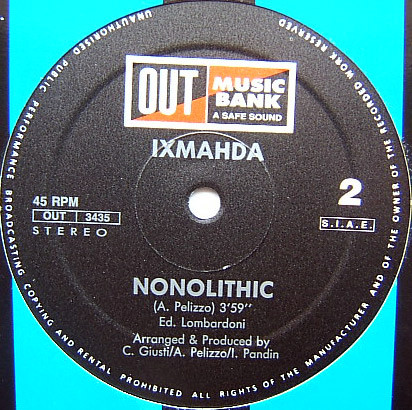 UNAUTHORISED PUBLIC PERFORMANCE BROADCASTING COPYING AND RENTAL PROHIBITED ALL RIGHTS OF THE MANUFACTURER AND OF THE OWNER OF THE RECORDED WORK RESERVED
OUT MUSIC
BANK
A SAFE SOUND
IXMAHDA
45 RPM
2
OUT 3435
S.I.A.E.
STEREO
NONOLITHIC
(A. Pelizzo) 3'59''
Ed. Lombardoni
Arranged & Produced by
C. Giusti/A. Pelizzo/I. Pandin